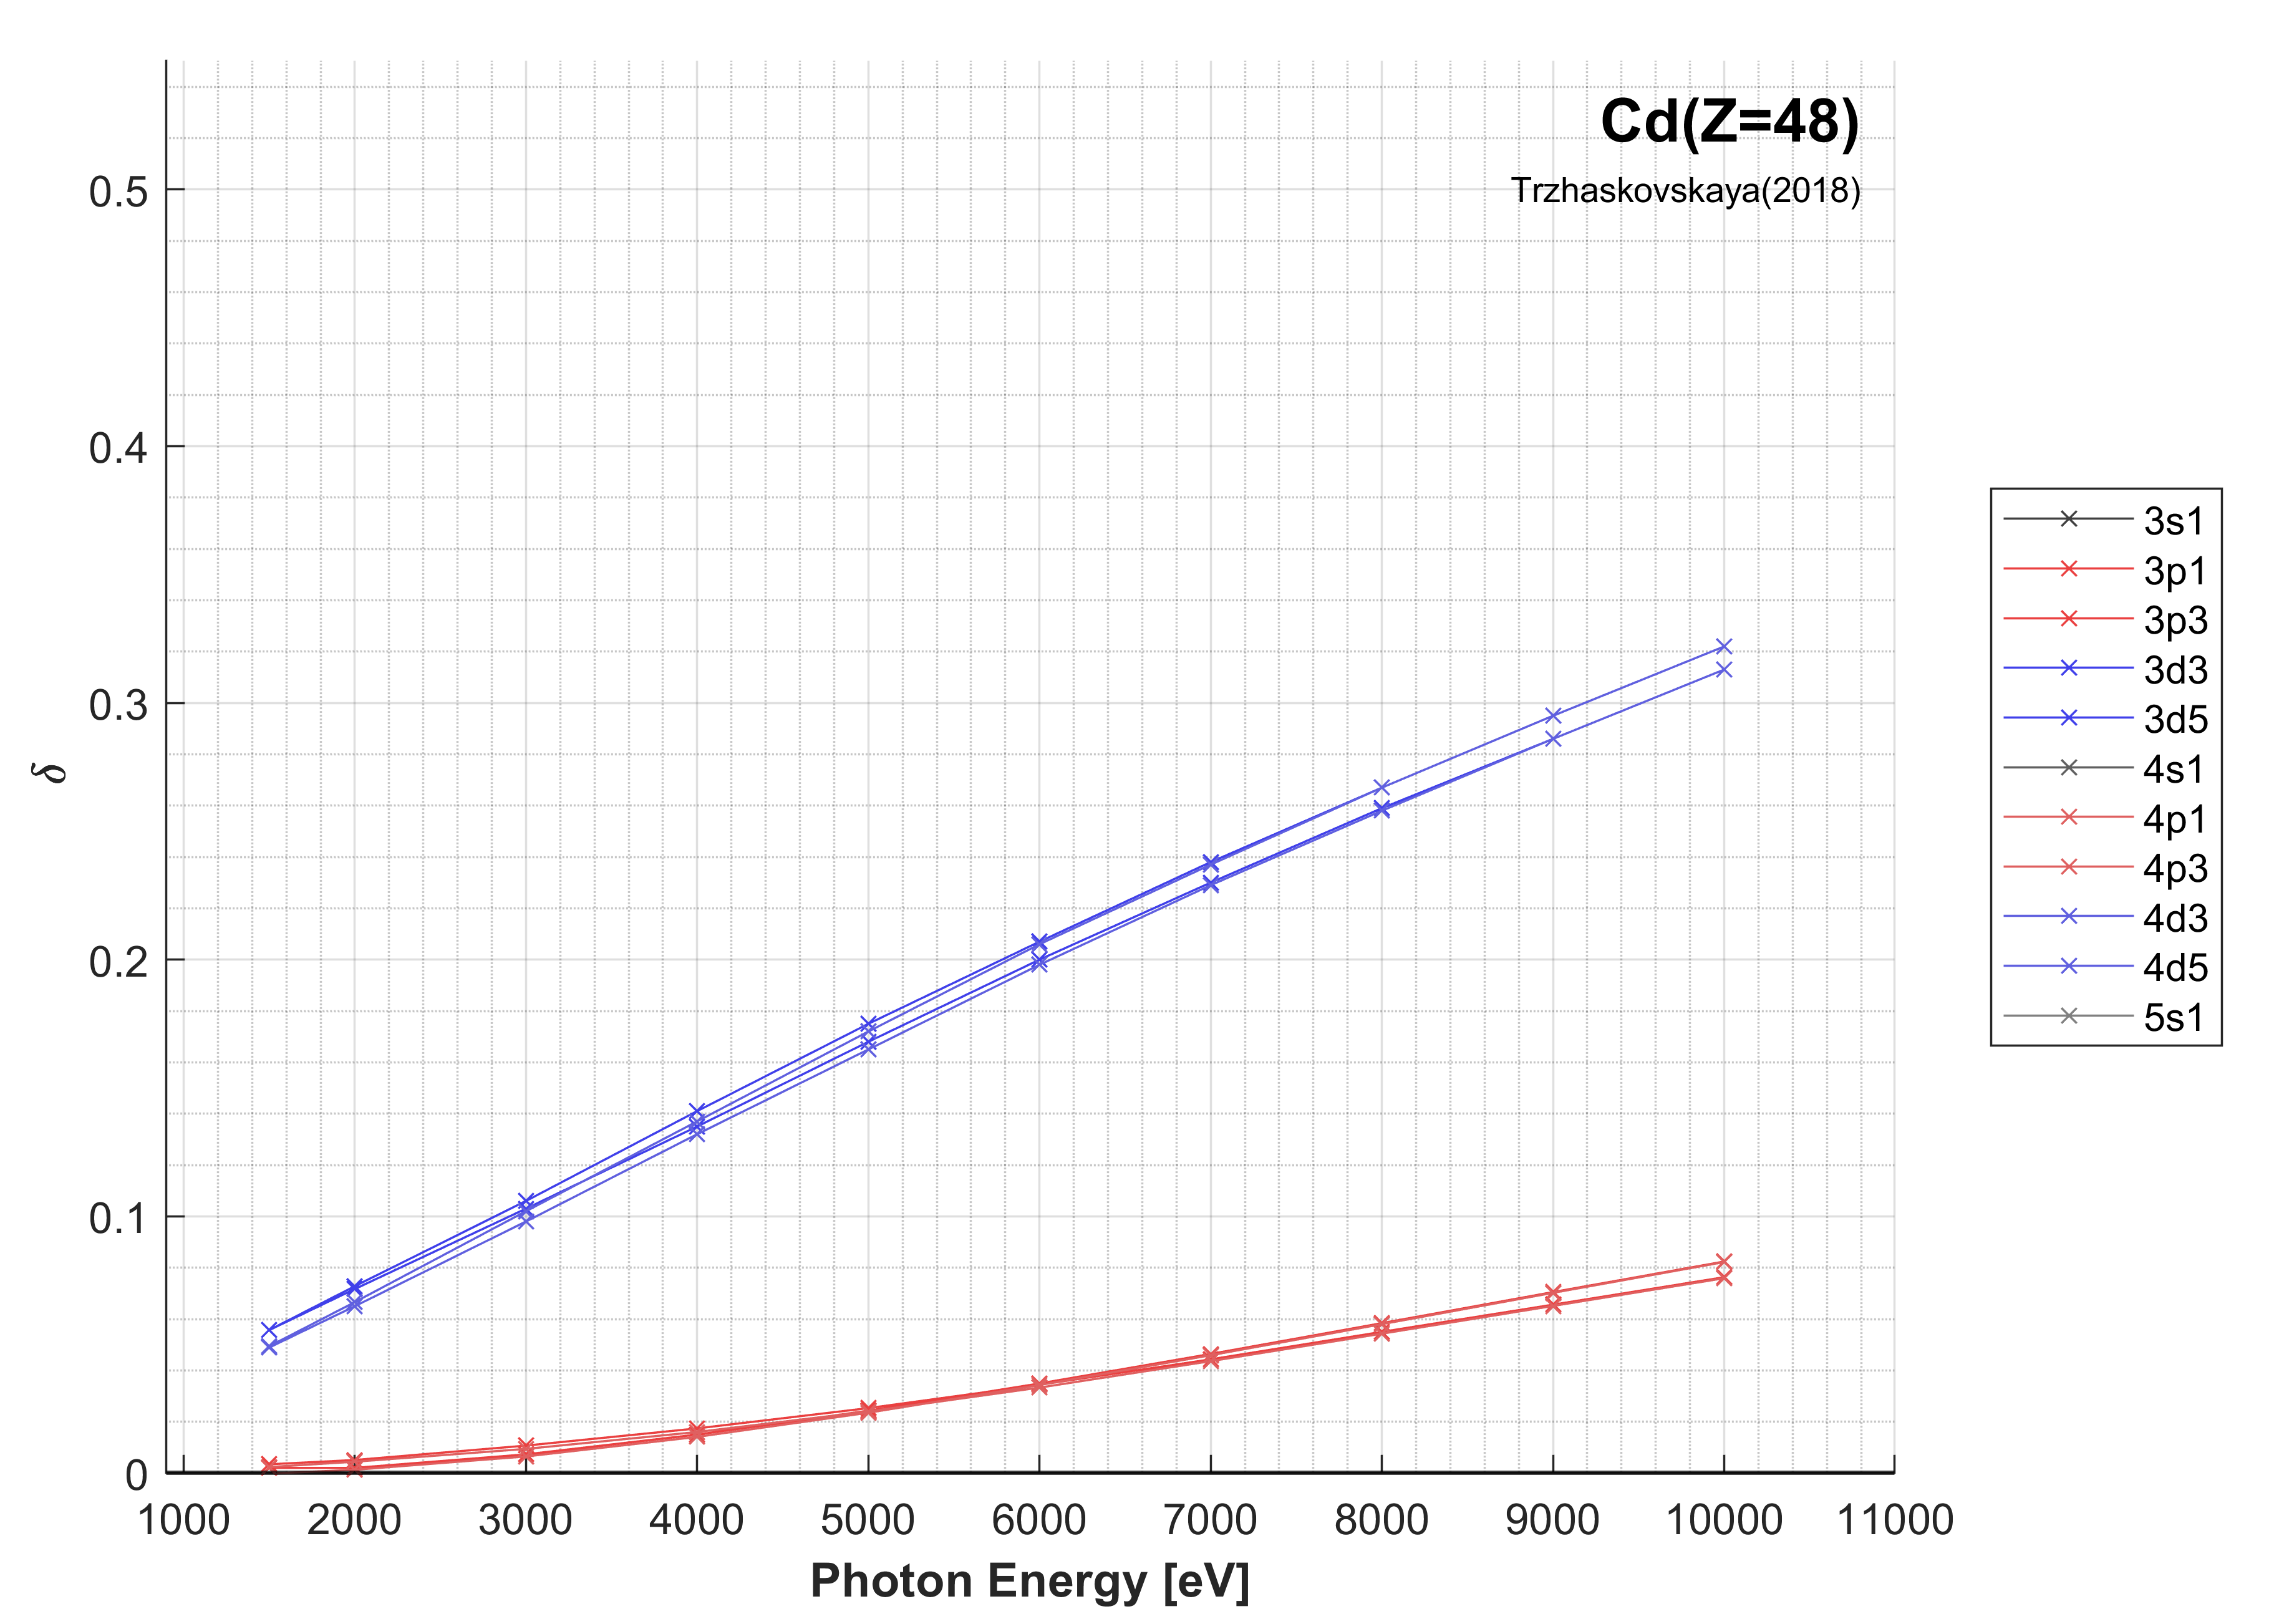 Cd(Z=48)
Trzhaskovskaya(2018)
0.5
0.4
0.3
0.2
0.1
0
δ
1000 2000 3000 4000 5000 6000 7000 8000 9000 10000 11000
Photon Energy [eV]
3s1
3p1
3p3
3d3
3d5
4s1
4p1
4p3
4d3
4d5
5s1